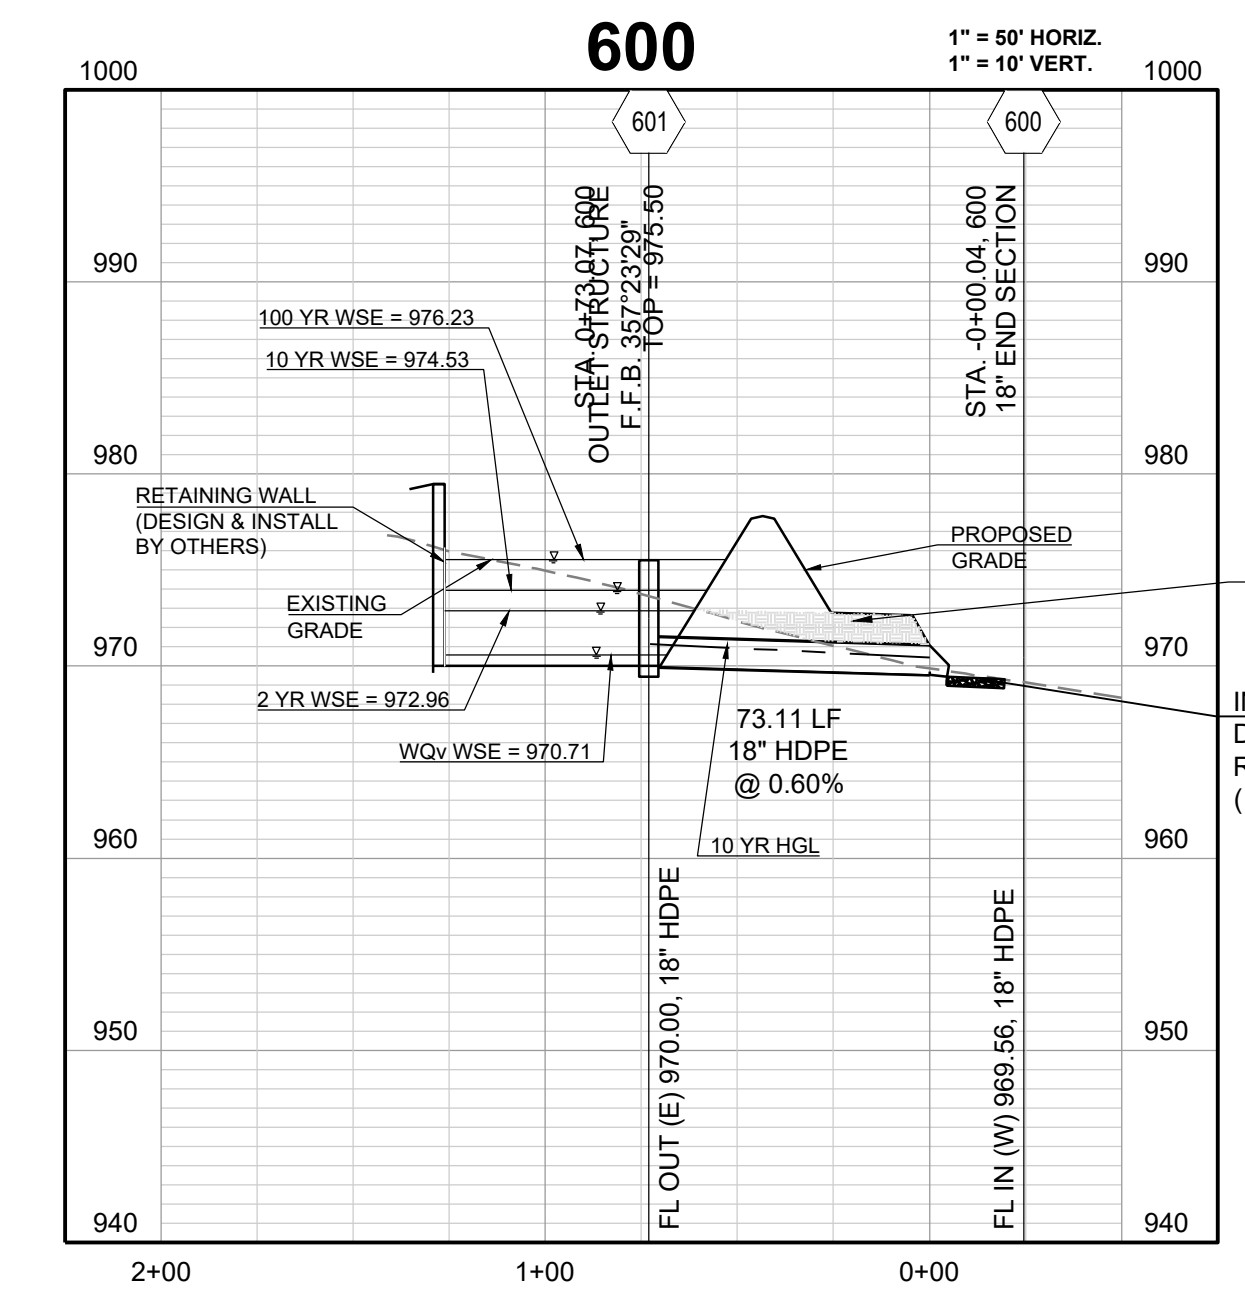 600
1" = 50' HORIZ.
1" = 10' VERT.
1000
1000
601
600
STA. 0+73.07, 600
OUTLET STRUCTURE
F.F.B. 357°23'29"
TOP = 975.50
STA. -0+00.04, 600
18" END SECTION
990
990
100 YR WSE = 976.23
10 YR WSE = 974.53
980
980
RETAINING WALL
(DESIGN & INSTALL
BY OTHERS)
PROPOSED
GRADE
EXISTING
GRADE
970
970
2 YR WSE = 972.96
WQv WSE = 970.71
73.11 LF
18" HDPE
@ 0.60%
10 YR HGL
960
960
FL OUT (E) 970.00, 18" HDPE
FL IN (W) 969.56, 18" HDPE
950
950
940
940
2+00
1+00
0+00